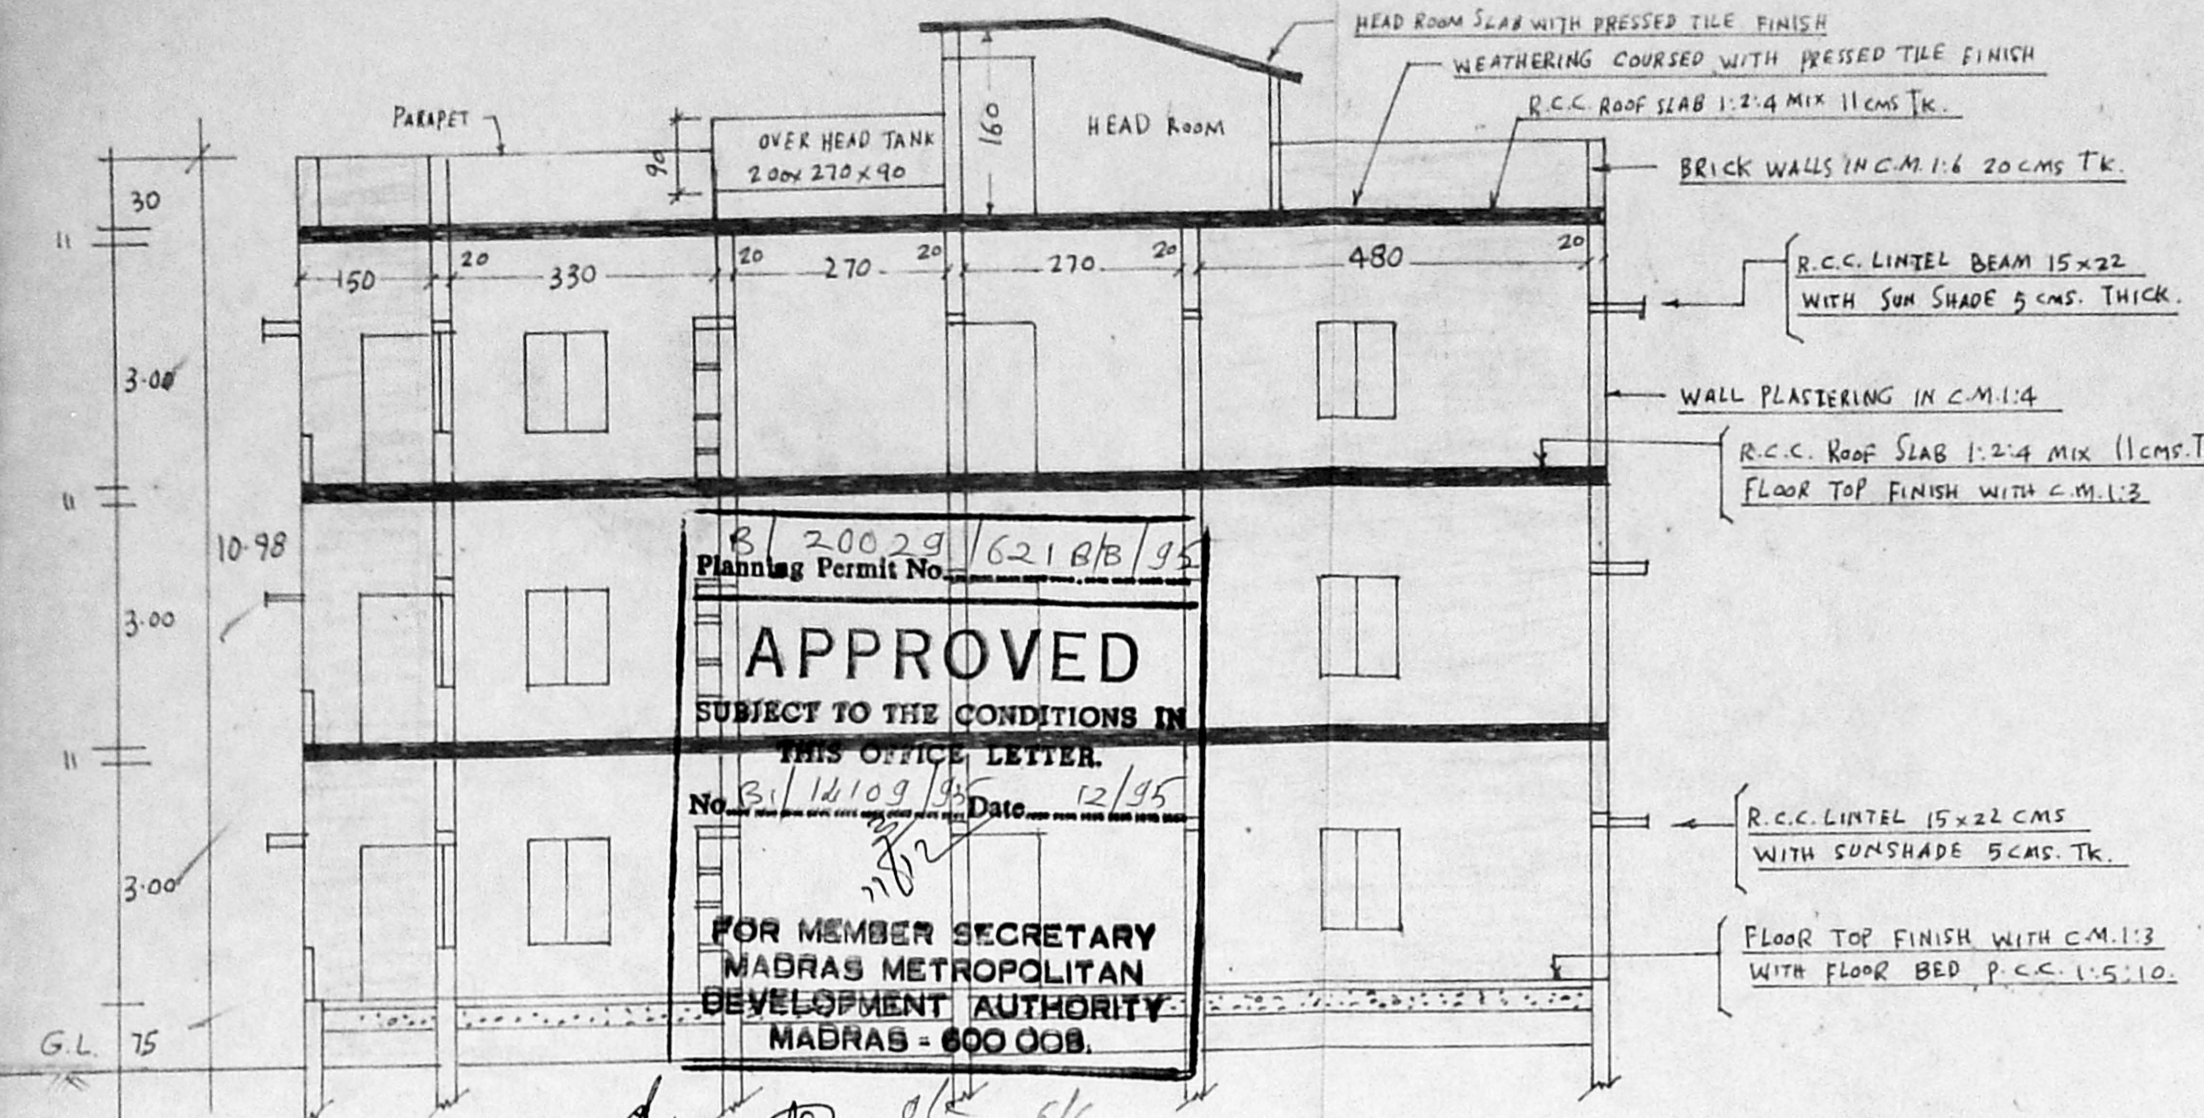 HEAD ROOM SLAB WITH PRESSED TILE FINISH
WEATHERING COURSED WITH PRESSED TILE FINISH
R.C.C. ROOF SLAB 1:2:4 MIX 11 CMS TK.
PARAPET
OVER HEAD TANK
200x270x90
90
160
HEAD ROOM
BRICK WALLS IN C.M. 1:6 20 CMS TK.
30
11
150
20
330
20
270
20
270
20
480
20
R.C.C. LINTEL BEAM 15x22
WITH SUN SHADE 5 CMS. THICK.
3.00
WALL PLASTERING IN C.M.1:4
R.C.C. ROOF SLAB 1:2:4 MIX 11 CMS.T
FLOOR TOP FINISH WITH C.M.1:3
11
10.98
B/ 20029 /621 B/B/95
Planning Permit No.
3.00
APPROVED
SUBJECT TO THE CONDITIONS IN
THIS OFFICE LETTER.
11
No. B1/14109/95 Date 12/95
R.C.C. LINTEL 15x22 CMS
WITH SUNSHADE 5 CMS. TK.
3.00
FOR MEMBER SECRETARY
MADRAS METROPOLITAN
DEVELOPMENT AUTHORITY
MADRAS - 600 008.
FLOOR TOP FINISH WITH C.M.1:3
WITH FLOOR BED P.C.C. 1:5:10.
G.L. 75